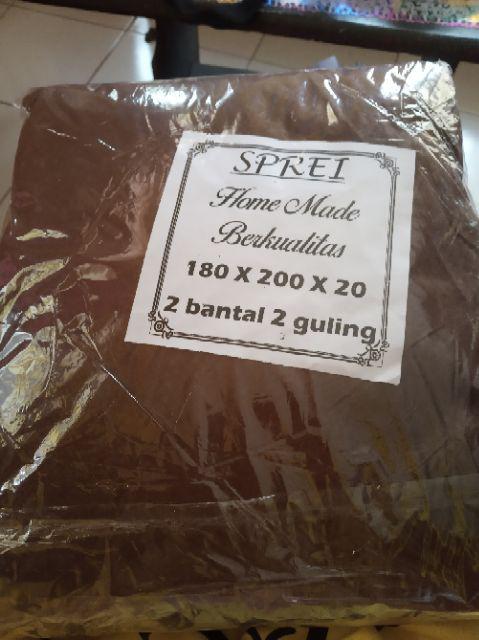 SPREI
Home Made
Berkualitas
180 X 200 X 20
2 bantal 2 guling